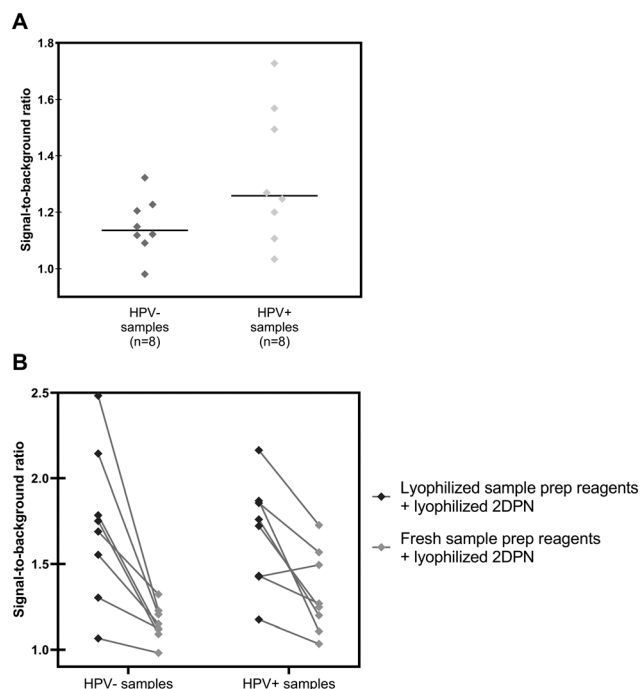 A
Signal-to-background ratio
1.8
1.6
1.4
1.2
1.0
HPV-
samples
(n=8)
HPV+
samples
(n=8)
B
Signal-to-background ratio
2.5
2.0
1.5
1.0
HPV- samples
HPV+ samples
Lyophilized sample prep reagents
+ lyophilized 2DPN
Fresh sample prep reagents
+ lyophilized 2DPN